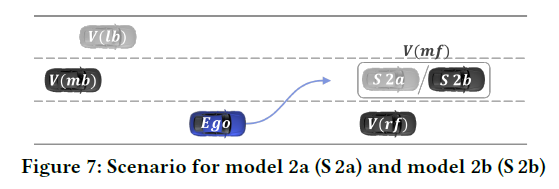 V(lb)
V(mf)
V(mb)
S 2a / S 2b
Ego
V(rf)
Figure 7: Scenario for model 2a (S 2a) and model 2b (S 2b)